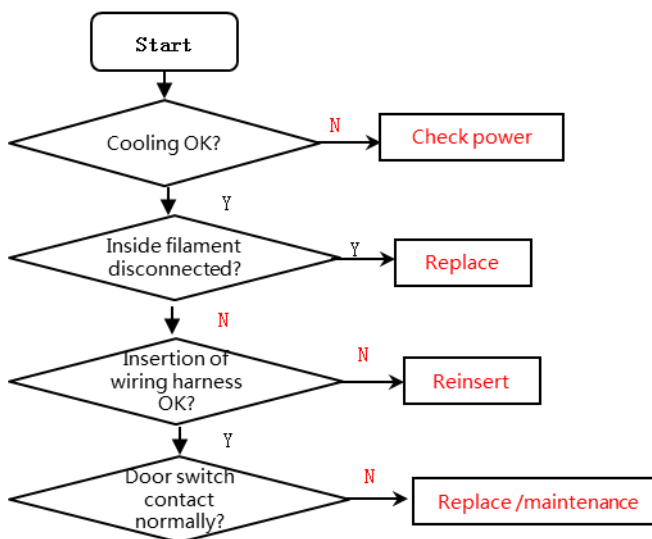 Start
Cooling OK?
N
Check power
Y
Inside filament
disconnected?
Y
Replace
N
Insertion of
wiring harness
OK?
N
Reinsert
Y
Door switch
contact
normally?
N
Replace /maintenance